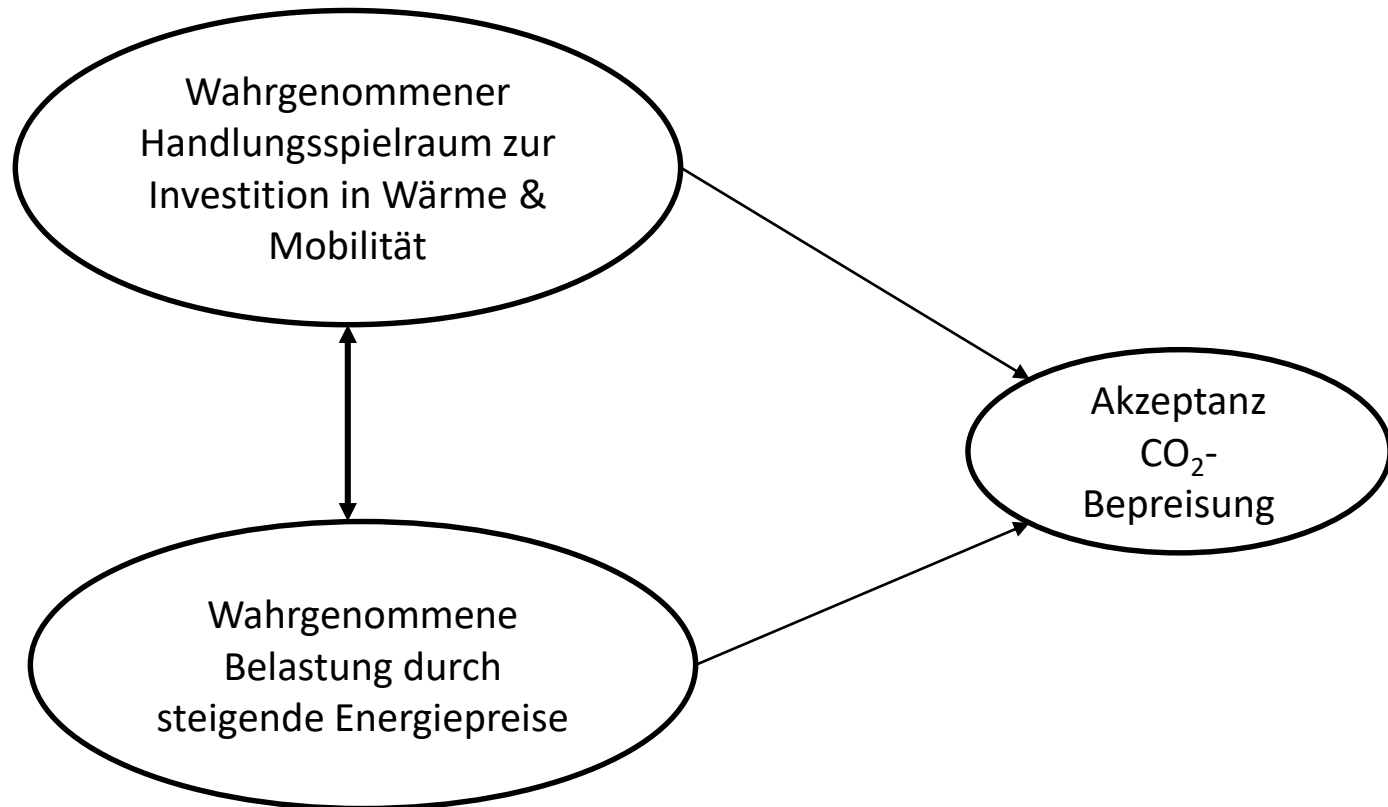 Wahrgenommener
Handlungsspielraum zur
Investition in Wärme &
Mobilität
Akzeptanz
CO₂-
Bepreisung
Wahrgenommene
Belastung durch
steigende Energiepreise